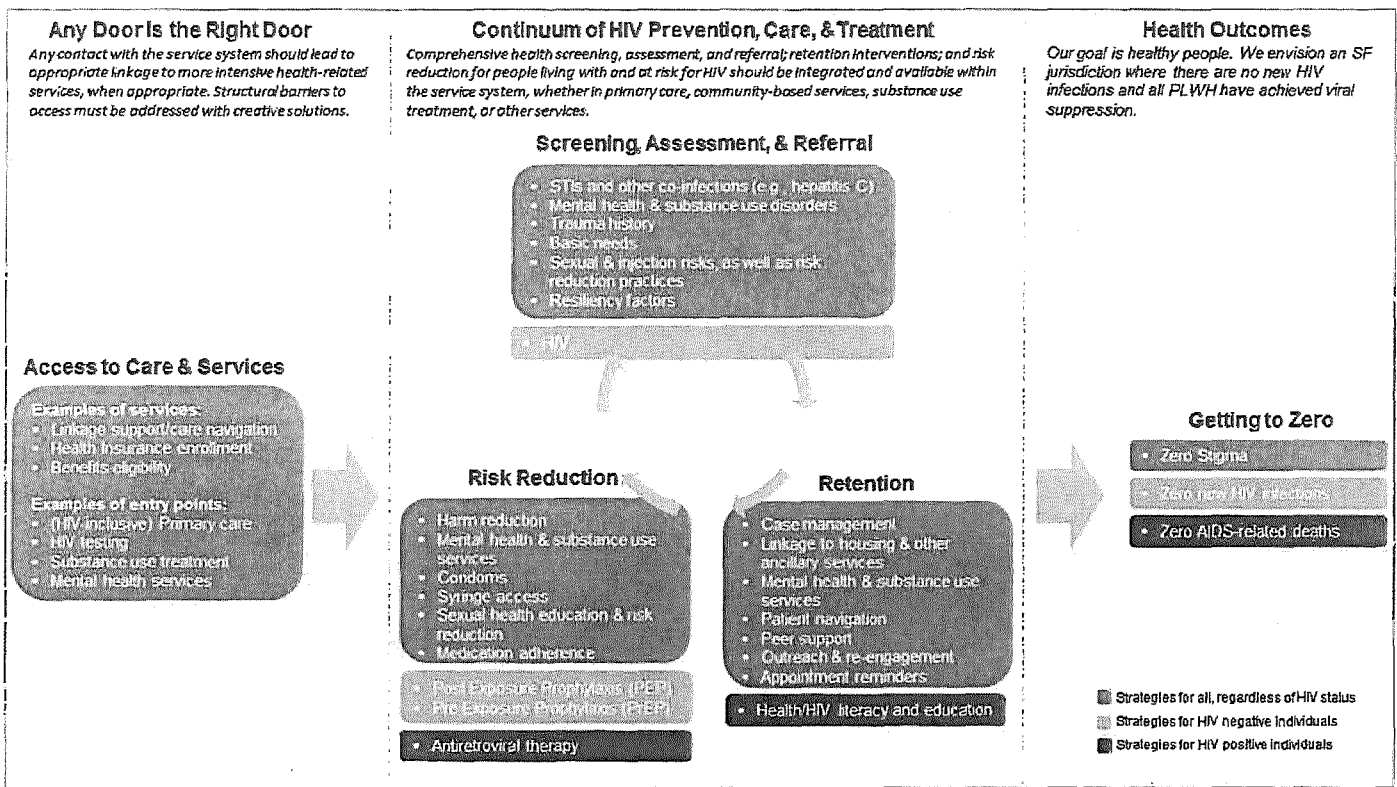 Any Door Is the Right Door
Any contact with the service system should lead to
appropriate linkage to more intensive health-related
services, when appropriate. Structural barriers to
access must be addressed with creative solutions.
Continuum of HIV Prevention, Care, & Treatment
Comprehensive health screening, assessment, and referral; retention interventions; and risk
reduction for people living with and at risk for HIV should be integrated and available within
the service system, whether in primary care, community-based services, substance use
treatment, or other services.
Health Outcomes
Our goal is healthy people. We envision an SF
jurisdiction where there are no new HIV
infections and all PLWH have achieved viral
suppression.
Screening, Assessment, & Referral
• STIs and other co-infections (e.g., hepatitis C)
• Mental health & substance use disorders
• Trauma history
• Basic needs
• Sexual & injection risks, as well as risk
reduction practices
• Resiliency factors
• HIV
Access to Care & Services
Examples of services:
• Linkage support/care navigation
• Health insurance enrollment
• Benefits eligibility
Examples of entry points:
• (HIV-inclusive) Primary care
• HIV testing
• Substance use treatment
• Mental health services
Risk Reduction
• Harm reduction
• Mental health & substance use
services
• Condoms
• Syringe access
• Sexual health education & risk
reduction
• Medication adherence
• Post Exposure Prophylaxis (PEP)
• Pre Exposure Prophylaxis (PrEP)
• Antiretroviral therapy
Retention
• Case management
• Linkage to housing & other
ancillary services
• Mental health & substance use
services
• Patient navigation
• Peer support
• Outreach & re-engagement
• Appointment reminders
• Health/HIV literacy and education
Getting to Zero
• Zero Stigma
• Zero new HIV infections
• Zero AIDS-related deaths
Strategies for all, regardless of HIV status
Strategies for HIV negative individuals
Strategies for HIV positive individuals